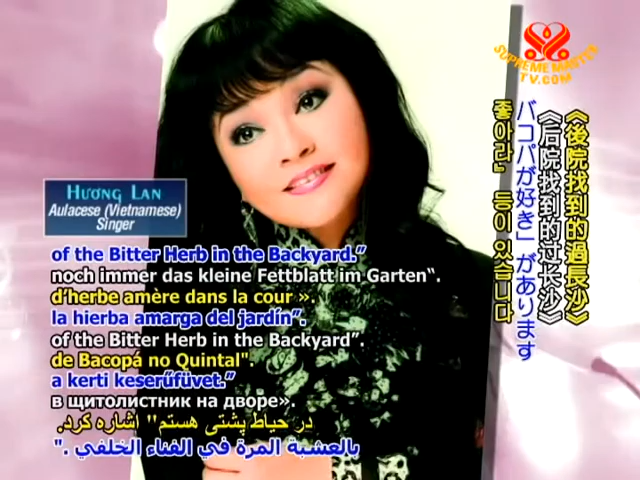 SUPREME MASTER
TV.COM
HƯƠNG LAN
Aulacese (Vietnamese)
Singer
of the Bitter Herb in the Backyard.”
noch immer das kleine Fettblatt im Garten“.
d’herbe amère dans la cour ».
la hierba amarga del jardín”.
of the Bitter Herb in the Backyard”.
de Bacopá no Quintal".
a kerti keserűfüvet.”
в щитолистник на дворе».
در حیاط پشتی هستم" اشاره کرد.
بالعشبة المرة في الفناء الخلفي ."
《後院找到的過長沙》
《后院找到的过长沙》
バコパが好き」があります
좋아라』 등이 있습니다